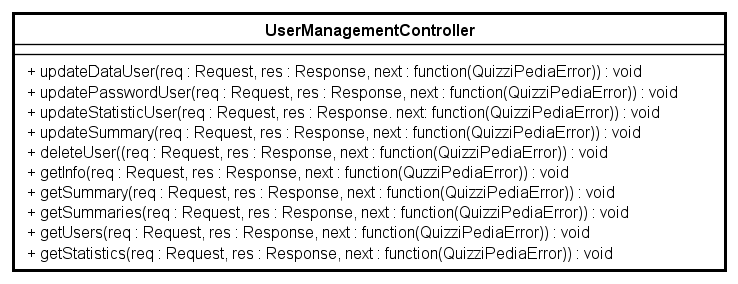 UserManagementController
+ updateDataUser(req : Request, res : Response, next : function(QuizziPediaError)) : void
+ updatePasswordUser(req : Request, res : Response, next : function(QuizziPediaError)) : void
+ updateStatisticUser(req : Request, res : Response. next: function(QuizziPediaError)) : void
+ updateSummary(req : Request, res : Response, next : function(QuizziPediaError)) : void
+ deleteUser((req : Request, res : Response, next : function(QuizziPediaError)) : void
+ getInfo(req : Request, res : Response, next : function(QuzziPediaError)) : void
+ getSummary(req : Request, res : Response, next : function(QuizziPediaError)) : void
+ getSummaries(req : Request, res : Response, next : function(QuizziPediaError)) : void
+ getUsers(req : Request, res : Response, next : function(QuizziPediaError)) : void
+ getStatistics(req : Request, res : Response, next : function(QuizziPediaError)) : void